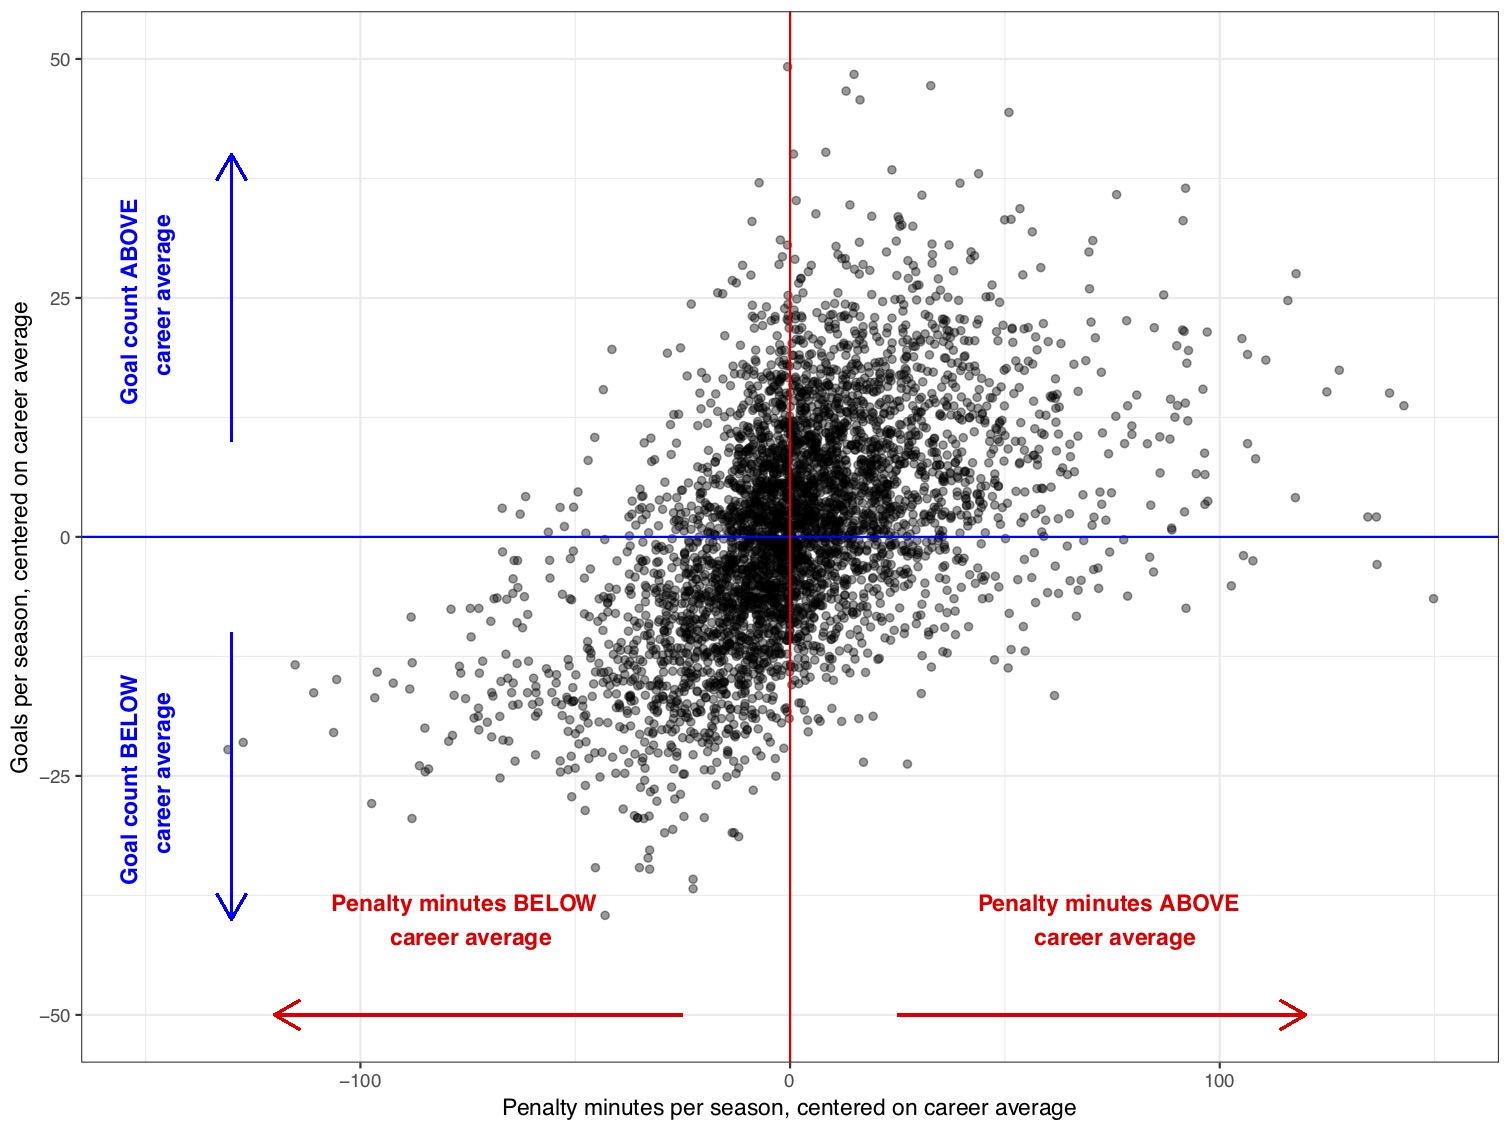 50
25
0
−25
−50
Goals per season, centered on career average
Goal count ABOVE
career average
Goal count BELOW
career average
Penalty minutes BELOW
career average
Penalty minutes ABOVE
career average
−100
0
100
Penalty minutes per season, centered on career average